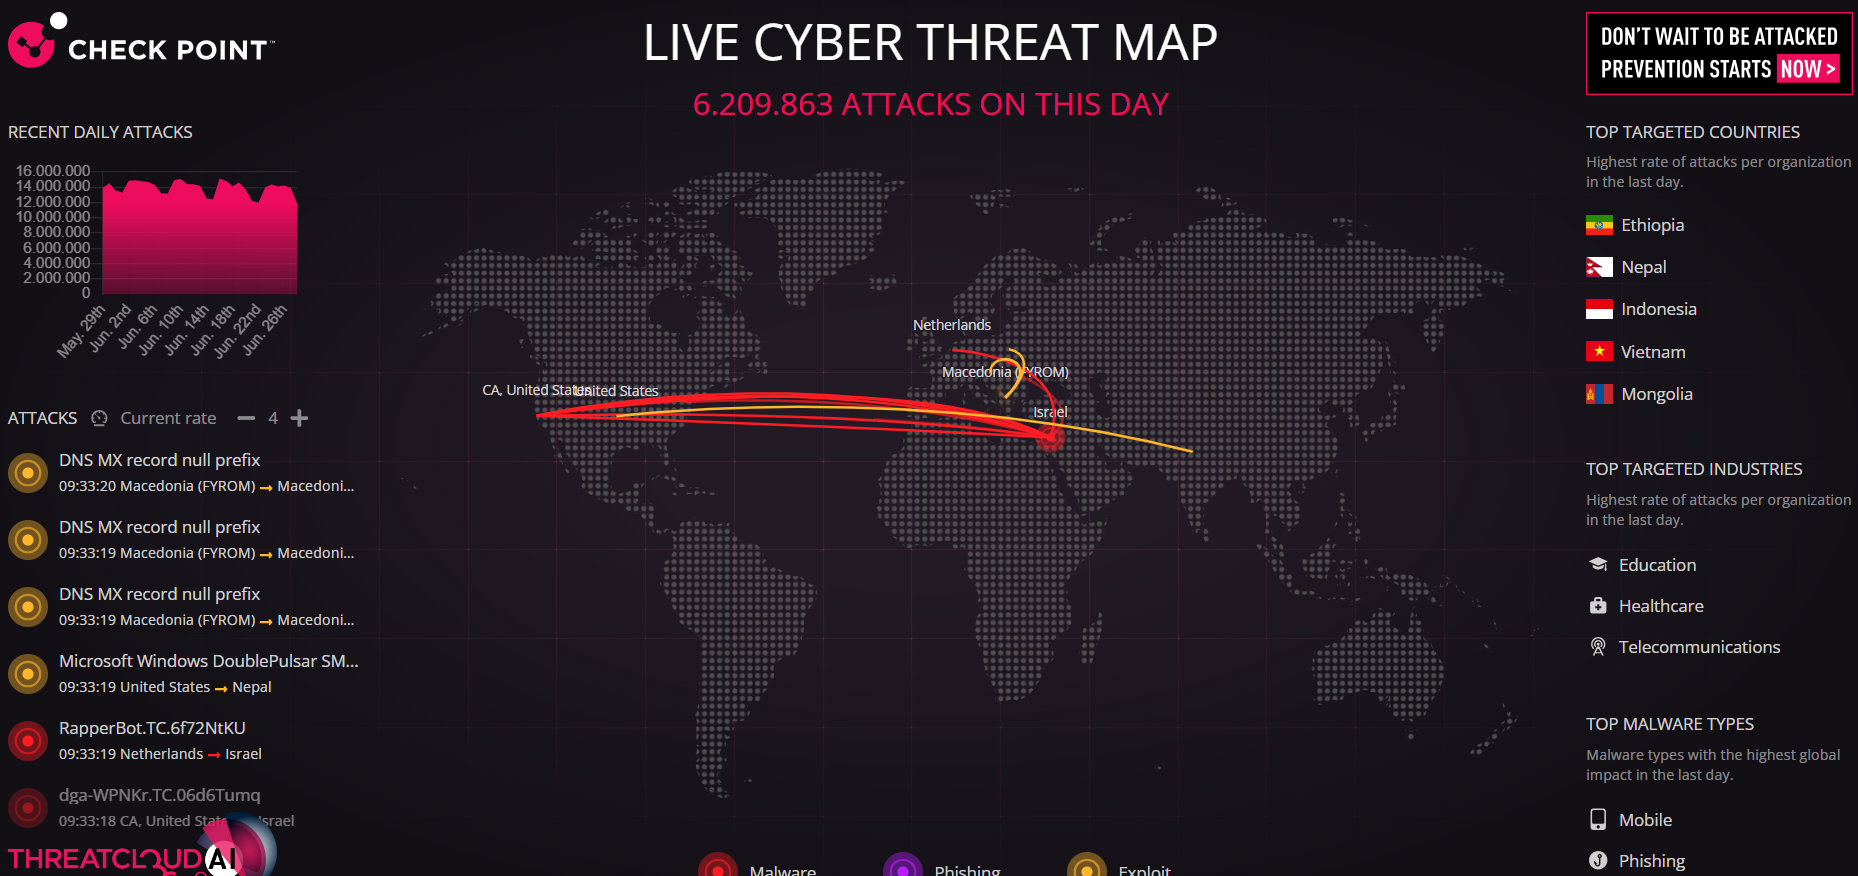 CHECK POINT™
LIVE CYBER THREAT MAP
6.209.863 ATTACKS ON THIS DAY
DON'T WAIT TO BE ATTACKED
PREVENTION STARTS NOW >
RECENT DAILY ATTACKS
16.000.000
14.000.000
12.000.000
10.000.000
8.000.000
6.000.000
4.000.000
2.000.000
0
May. 29th
Jun. 2nd
Jun. 6th
Jun. 10th
Jun. 14th
Jun. 18th
Jun. 22nd
Jun. 26th
ATTACKS Current rate − 4 +
DNS MX record null prefix
09:33:20 Macedonia (FYROM) → Macedoni...
DNS MX record null prefix
09:33:19 Macedonia (FYROM) → Macedoni...
DNS MX record null prefix
09:33:19 Macedonia (FYROM) → Macedoni...
Microsoft Windows DoublePulsar SM...
09:33:19 United States → Nepal
RapperBot.TC.6f72NtKU
09:33:19 Netherlands → Israel
dga-WPNKr.TC.06d6Tumq
09:33:18 CA, United States Israel
THREATCLOUD AI
Netherlands
Macedonia (FYROM)
CA, United States
United States
Israel
Malware
Phishing
Exploit
TOP TARGETED COUNTRIES
Highest rate of attacks per organization
in the last day.
Ethiopia
Nepal
Indonesia
Vietnam
Mongolia
TOP TARGETED INDUSTRIES
Highest rate of attacks per organization
in the last day.
Education
Healthcare
Telecommunications
TOP MALWARE TYPES
Malware types with the highest global
impact in the last day.
Mobile
Phishing